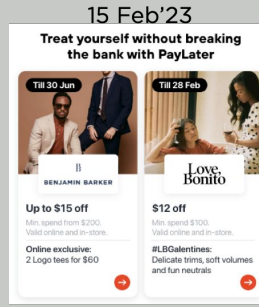 15 Feb'23
Treat yourself without breaking
the bank with PayLater
Till 30 Jun
B
BENJAMIN BARKER
Up to $15 off
Min. spend from $200.
Valid online and in-store.
Online exclusive:
2 Logo tees for $60
Till 28 Feb
Love,
Bonito
$12 off
Min. spend $100.
Valid online and in-store.
#LBGalentines:
Delicate trims, soft volumes
and fun neutrals